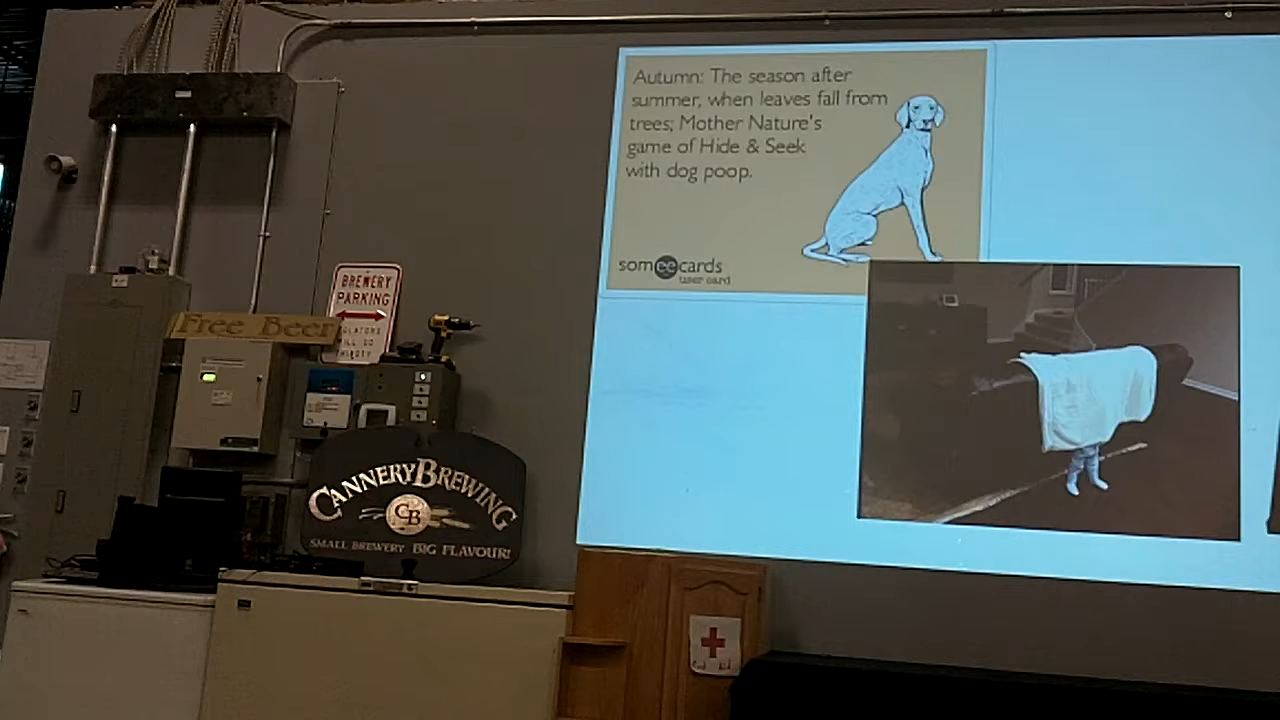 Autumn: The season after
summer, when leaves fall from
trees; Mother Nature's
game of Hide & Seek
with dog poop.
someecards
user card
BREWERY
PARKING
Free Beer
CANNERY BREWING
CB
SMALL BREWERY BIG FLAVOUR!